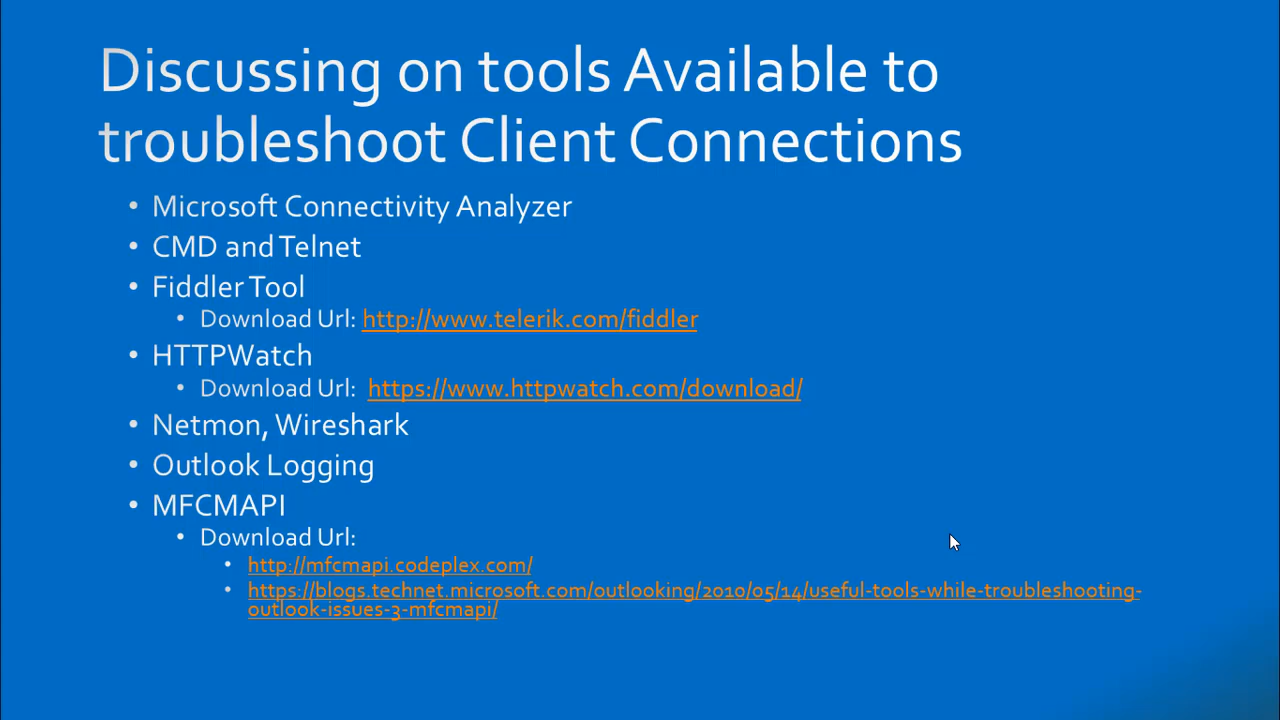 Discussing on tools Available to
troubleshoot Client Connections
• Microsoft Connectivity Analyzer
• CMD and Telnet
• Fiddler Tool
• Download Url: http://www.telerik.com/fiddler
• HTTPWatch
• Download Url: https://www.httpwatch.com/download/
• Netmon, Wireshark
• Outlook Logging
• MFCMAPI
• Download Url:
• http://mfcmapi.codeplex.com/
• https://blogs.technet.microsoft.com/outlooking/2010/05/14/useful-tools-while-troubleshooting-
outlook-issues-3-mfcmapi/